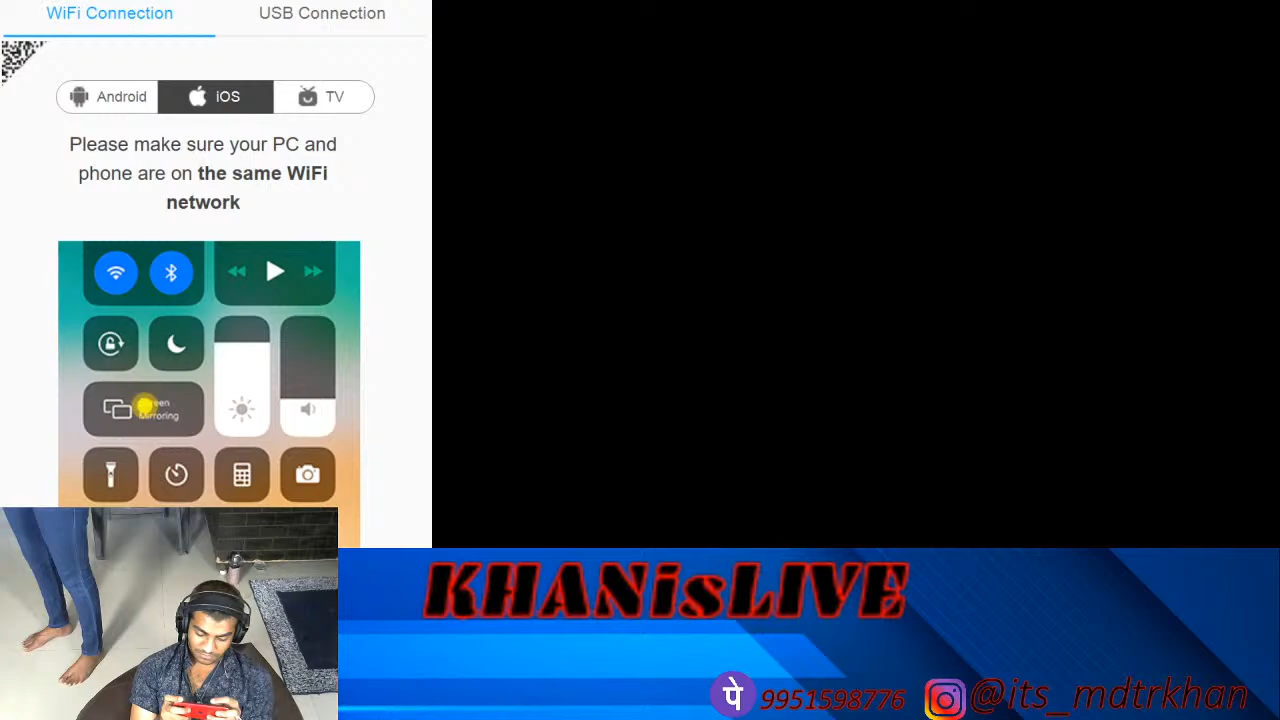 WiFi Connection
USB Connection
Android
iOS
TV
Please make sure your PC and
phone are on the same WiFi
network
Mirroring
KHANisLIVE
पे 9951598776
@its_mdtrkhan